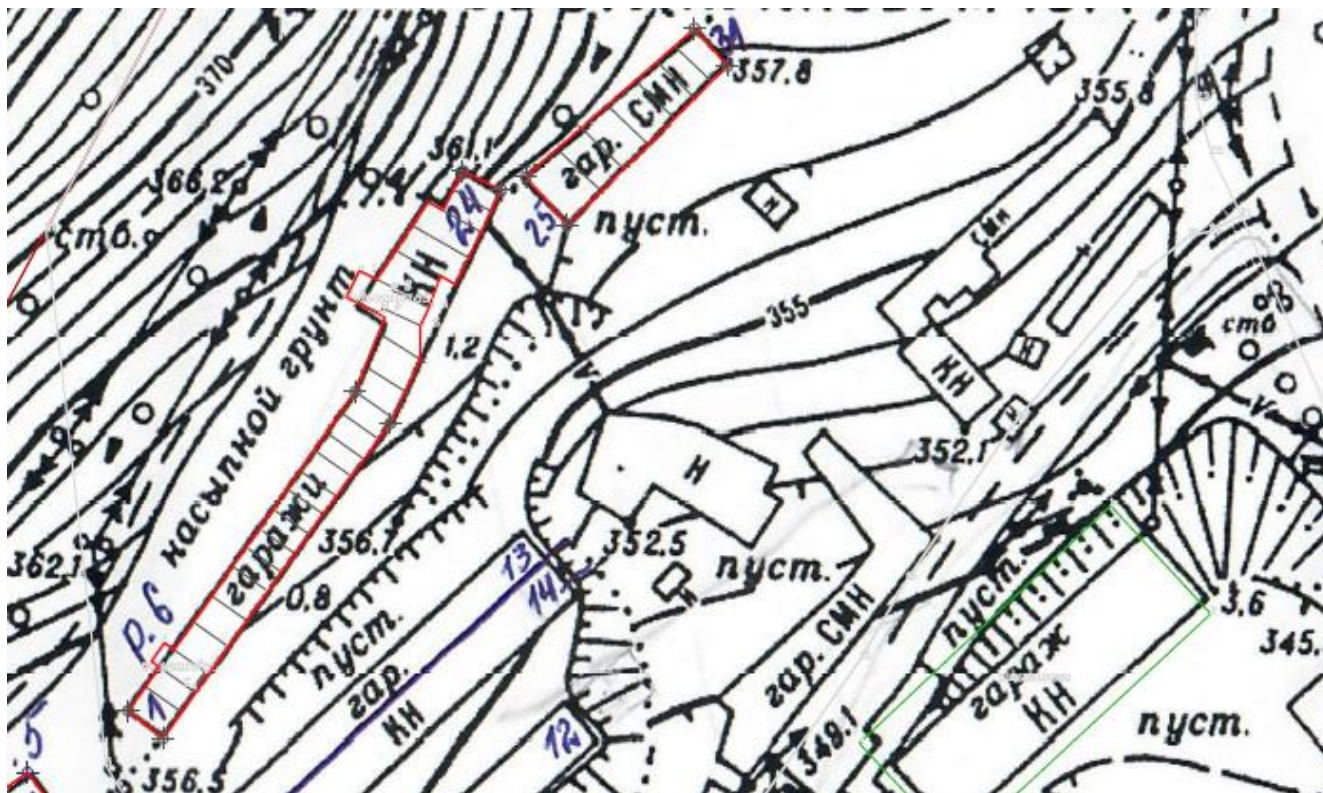 31
370
357.8
гар. СМН
355.8
361.1
366.2
24
стб.
25
пуст.
КН
СМН
насыпной грунт
355
стб
1,2
КН
н
352.1
356.7
352.5
13
14
пуст.
гаражи
362.1
0,8
р. 6
пуст.
гар.
КН
пуст.
3,6
345.
гар. СМН
гараж
КН
1
12
пуст.
349.1
5
356.5